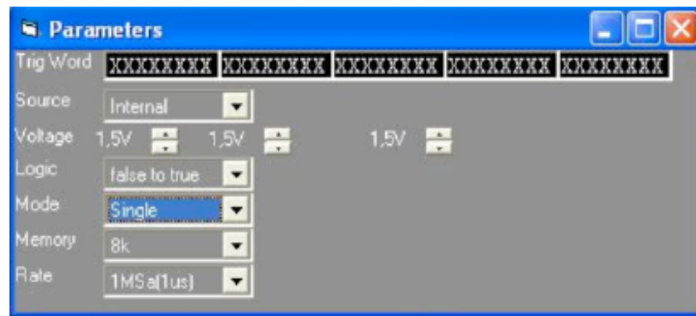 Parameters
Trig Word XXXXXXXX XXXXXXXX XXXXXXXX XXXXXXXX XXXXXXXX
Source Internal
Voltage 1,5V 1,5V 1,5V
Logic false to true
Mode Single
Memory 8k
Rate 1MSa(1us)